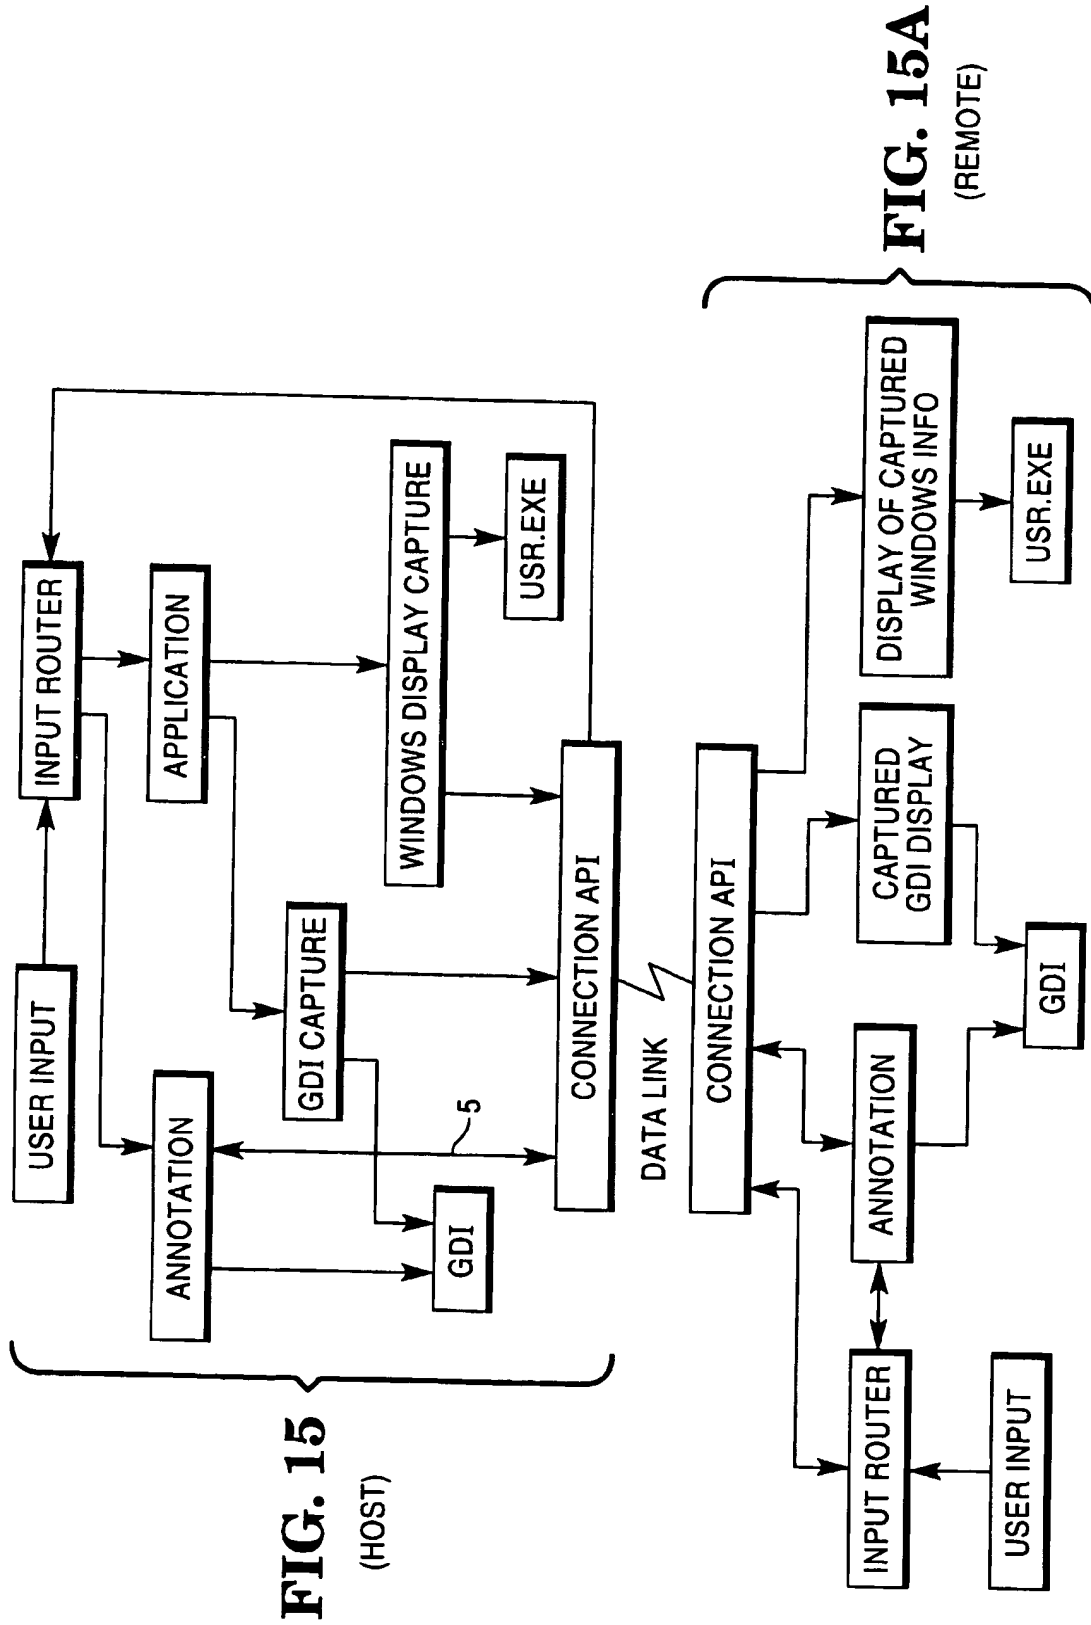 FIG. 15
(HOST)
USER INPUT
INPUT ROUTER
ANNOTATION
APPLICATION
GDI CAPTURE
WINDOWS DISPLAY CAPTURE
GDI
5
USR.EXE
CONNECTION API
DATA LINK
FIG. 15A
(REMOTE)
CONNECTION API
INPUT ROUTER
ANNOTATION
CAPTURED
GDI DISPLAY
DISPLAY OF CAPTURED
WINDOWS INFO
USER INPUT
GDI
USR.EXE